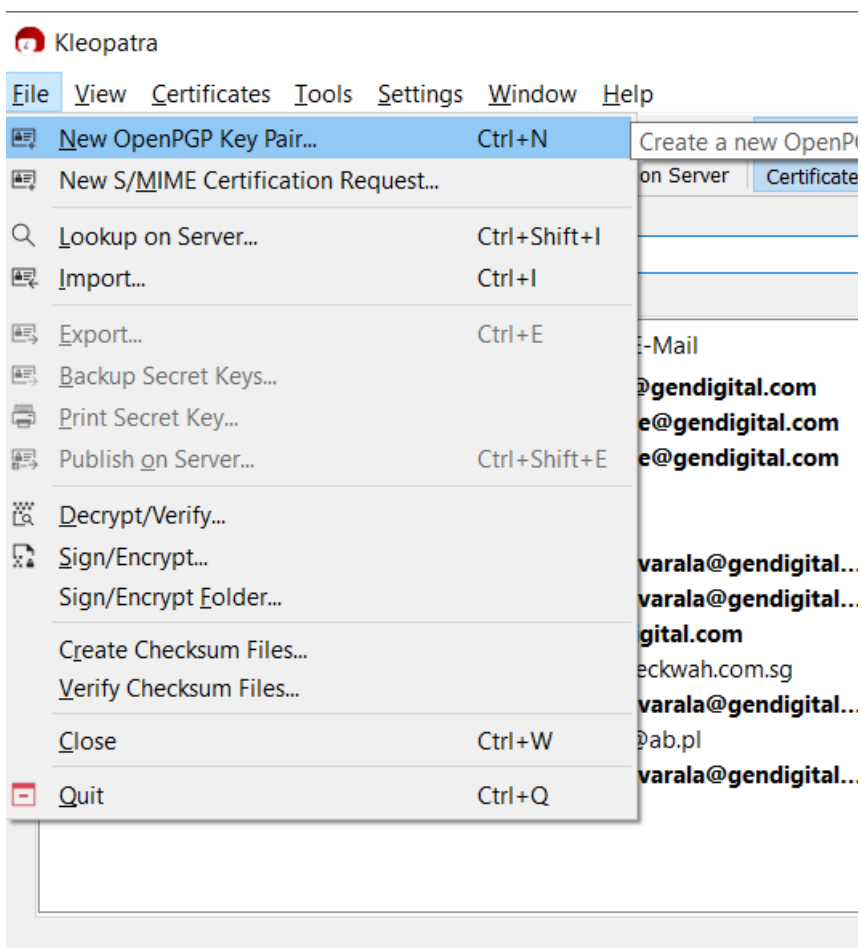 Kleopatra
File View Certificates Tools Settings Window Help
New OpenPGP Key Pair... Ctrl+N
Create a new OpenPG
New S/MIME Certification Request...
on Server Certificate
Lookup on Server... Ctrl+Shift+I
Import... Ctrl+I
Export... Ctrl+E
E-Mail
Backup Secret Keys...
@gendigital.com
Print Secret Key...
e@gendigital.com
Publish on Server... Ctrl+Shift+E
e@gendigital.com
Decrypt/Verify...
Sign/Encrypt...
varala@gendigital...
Sign/Encrypt Folder...
varala@gendigital...
gital.com
Create Checksum Files...
eckwah.com.sg
Verify Checksum Files...
varala@gendigital...
Close Ctrl+W
@ab.pl
varala@gendigital...
Quit Ctrl+Q